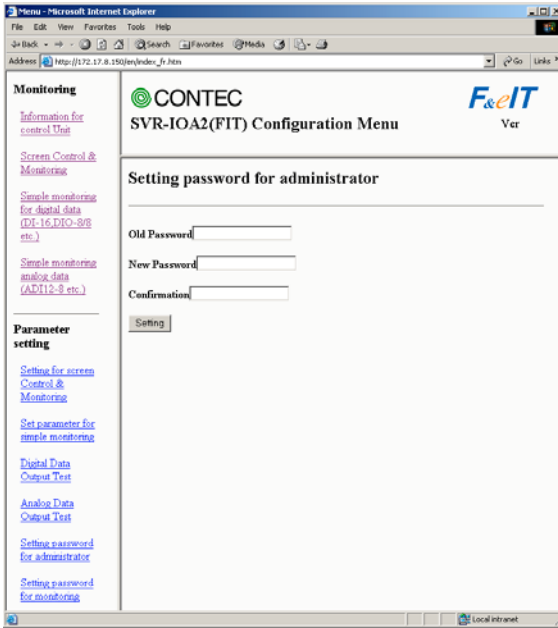 Menu - Microsoft Internet Explorer
File Edit View Favorites Tools Help
Back Search Favorites Media
Address http://172.17.8.150/en/index_fr.htm Go Links
Monitoring
Information for
control Unit
Screen Control &
Monitoring
Simple monitoring
for digital data
(DI-16,DIO-8/8
etc.)
Simple monitoring
analog data
(ADI12-8 etc.)
Parameter
setting
Setting for screen
Control &
Monitoring
Set parameter for
simple monitoring
Digital Data
Output Test
Analog Data
Output Test
Setting password
for administrator
Setting password
for monitoring
CONTEC
F&eIT
SVR-IOA2(FIT) Configuration Menu
Ver
Setting password for administrator
Old Password
New Password
Confirmation
Setting
Local intranet